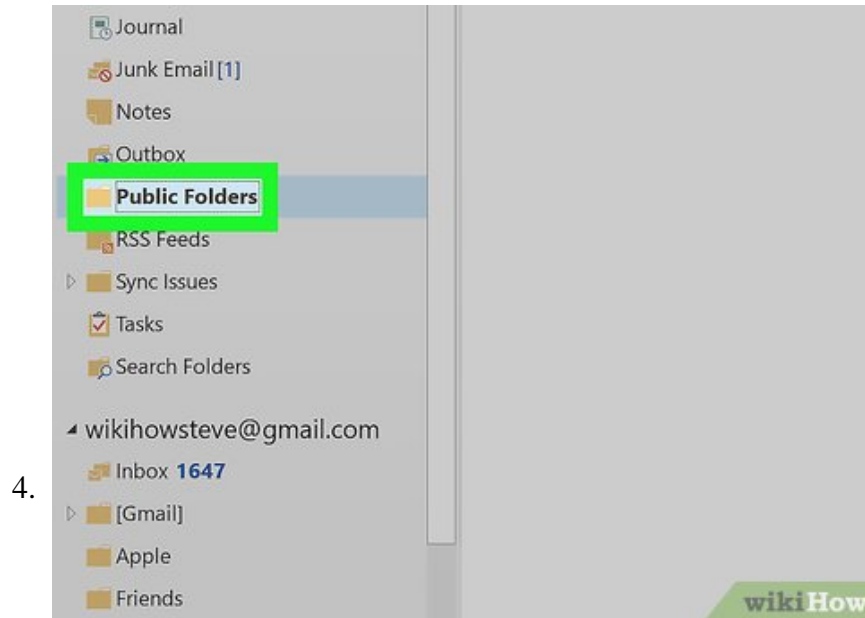 Journal
Junk Email [1]
Notes
Outbox
Public Folders
RSS Feeds
Sync Issues
Tasks
Search Folders
wikihowsteve@gmail.com
Inbox 1647
4.
[Gmail]
Apple
Friends
wikiHow